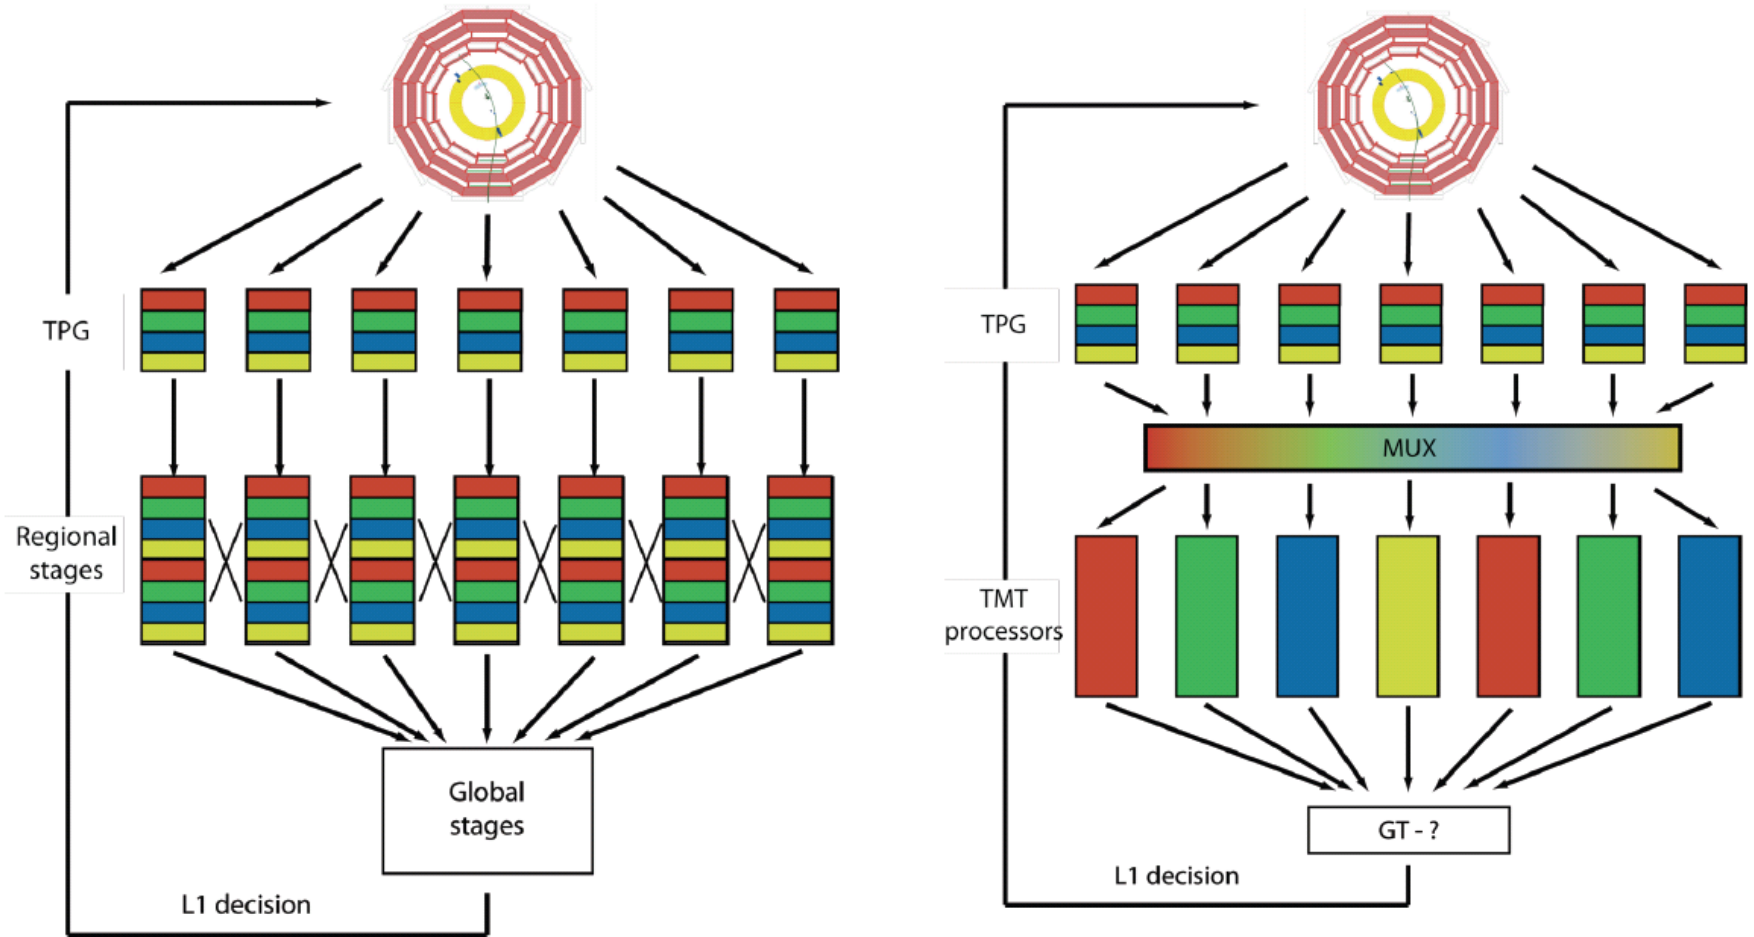 TPG
Regional
stages
Global
stages
L1 decision
TPG
MUX
TMT
processors
GT - ?
L1 decision